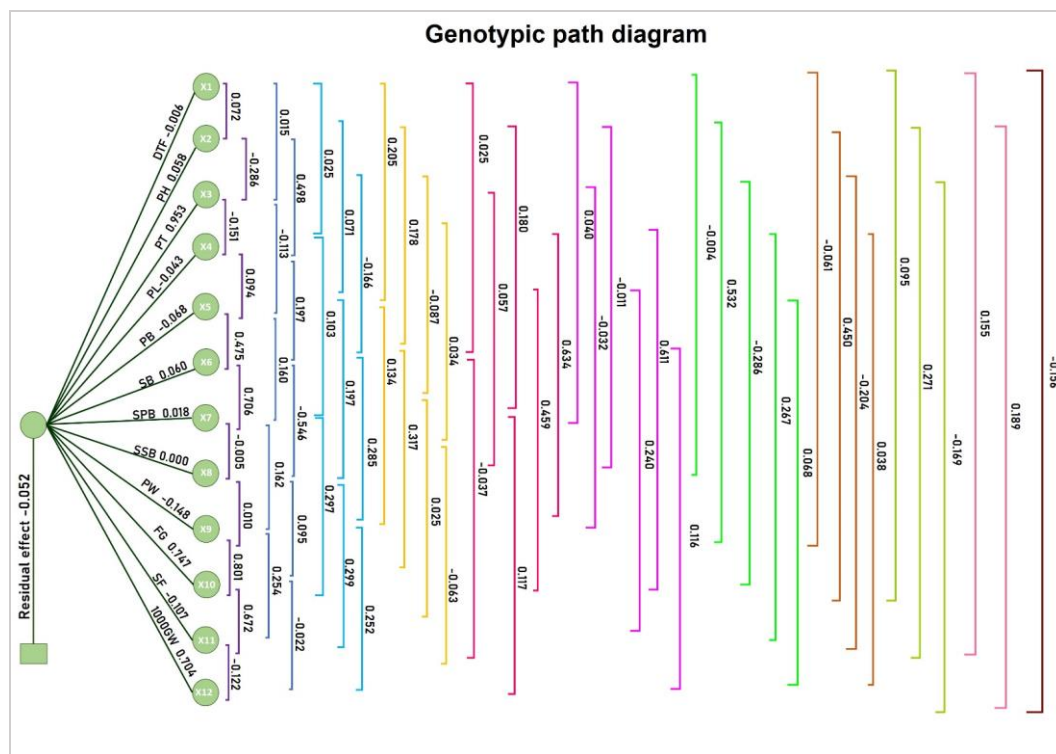 Genotypic path diagram
X1
X2
X3
X4
X5
X6
X7
X8
X9
X10
X11
X12
DTF -0.006
PH 0.058
PT 0.953
PL -0.043
PB -0.068
SB 0.060
SPB 0.018
SSB 0.000
PW -0.148
FG 0.747
SF -0.107
1000GW 0.704
Residual effect -0.052
0.072
-0.286
-0.151
0.094
0.475
0.706
-0.005
0.010
0.801
0.672
-0.122
0.015
0.498
-0.113
0.197
0.160
-0.546
0.162
0.095
0.254
-0.022
0.025
0.071
-0.166
0.103
0.197
0.285
0.297
0.299
0.252
0.205
0.178
-0.087
0.034
0.134
0.317
0.025
-0.063
0.025
0.057
0.180
0.459
0.634
-0.037
0.117
0.040
-0.032
-0.011
0.240
0.611
0.116
-0.004
0.532
-0.286
0.267
0.068
-0.061
0.450
-0.204
0.038
0.095
0.271
-0.169
0.155
0.189
-0.156